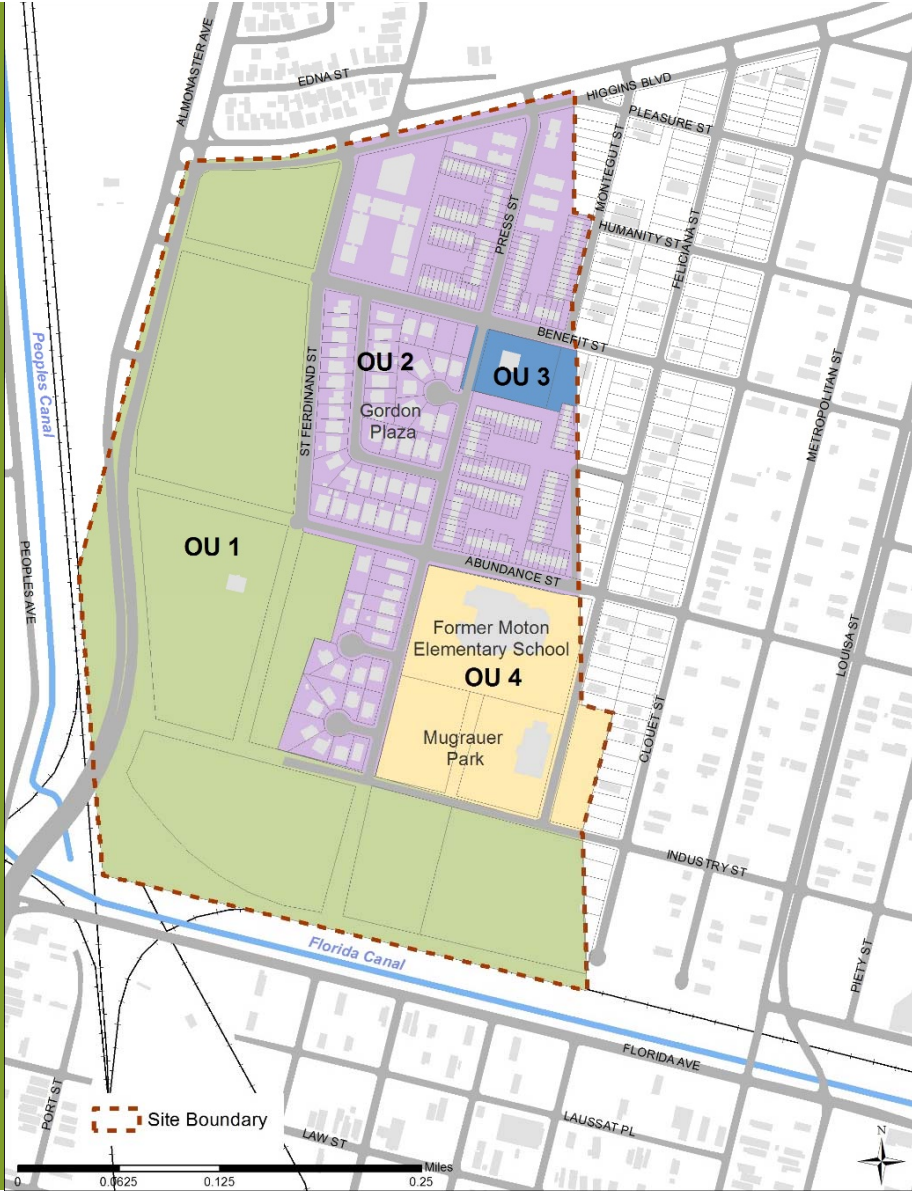 ALMONASTER AVE
EDNA ST
HIGGINS BLVD
PLEASURE ST
MONTEGUT ST
PRESS ST
HUMANITY ST
FELICIANA ST
BENEFIT ST
Peoples Canal
ST FERDINAND ST
OU 2
OU 3
Gordon
Plaza
METROPOLITAN ST
PEOPLES AVE
OU 1
ABUNDANCE ST
Former Moton
Elementary School
OU 4
LOUISA ST
Mugrauer
Park
CLOUET ST
INDUSTRY ST
PIETY ST
Florida Canal
FLORIDA AVE
PORT ST
Site Boundary
LAW ST
LAUSSAT PL
N
Miles
0 0.0625 0.125 0.25